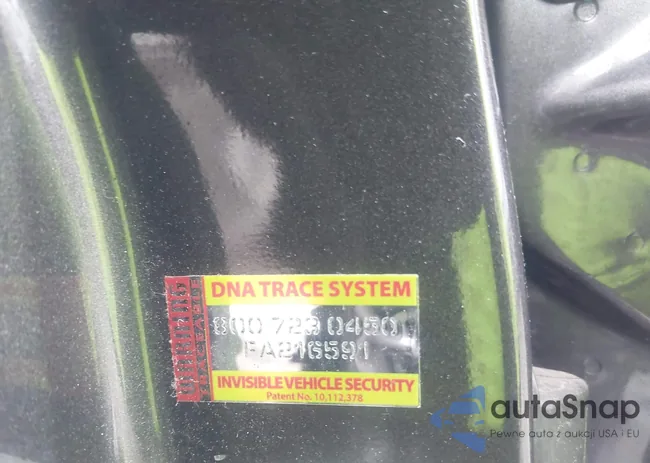 DNA TRACE SYSTEM
800 729 0450
FA216591
INVISIBLE VEHICLE SECURiTY
Patent No. 10,112,378
autaSnap
Pewne auta z aukcji USA i EU